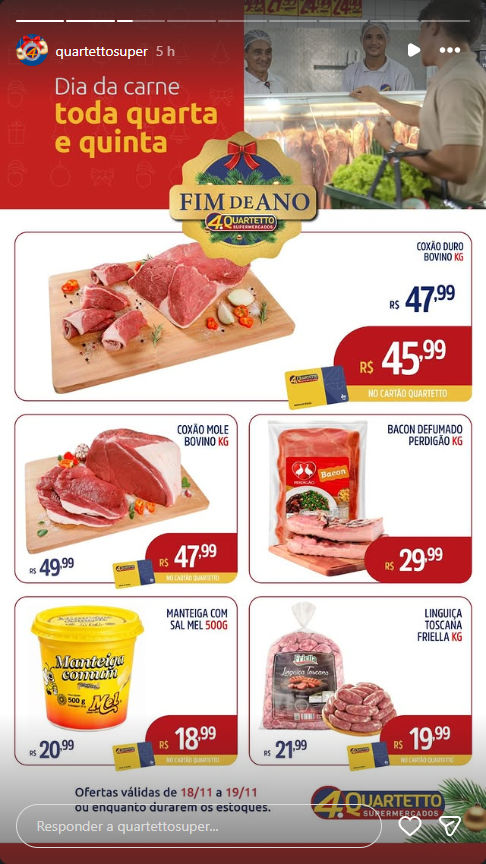 quartettosuper 5 h
Dia da carne
toda quarta
e quinta
FIM DE ANO
4.QUARTETTO
SUPERMERCADOS
COXÃO DURO
BOVINO KG
R$ 47,99
R$ 45,99
NO CARTÃO QUARTETTO
COXÃO MOLE
BOVINO KG
R$ 49,99
R$ 47,99
NO CARTÃO QUARTETTO
BACON DEFUMADO
PERDIGÃO KG
PERDIGÃO
Bacon
R$ 29,99
MANTEIGA COM
SAL MEL 500G
Manteiga
comum
500 g
Mel
R$ 20,99
R$ 18,99
NO CARTÃO QUARTETTO
LINGUIÇA
TOSCANA
FRIELLA KG
Friella
Linguiça Toscana
R$ 21,99
R$ 19,99
NO CARTÃO QUARTETTO
Ofertas válidas de 18/11 a 19/11
ou enquanto durarem os estoques.
4.QUARTETTO
SUPERMERCADOS
Responder a quartettosuper...